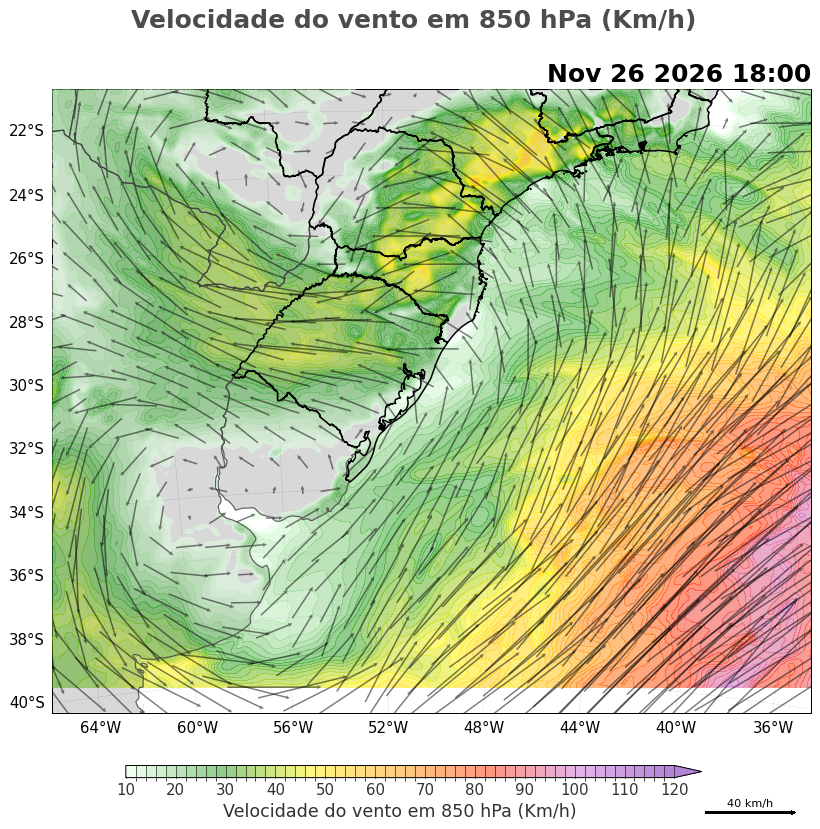 Velocidade do vento em 850 hPa (Km/h)
Nov 26 2026 18:00
22°S
24°S
26°S
28°S
30°S
32°S
34°S
36°S
38°S
40°S
64°W 60°W 56°W 52°W 48°W 44°W 40°W 36°W
10 20 30 40 50 60 70 80 90 100 110 120
Velocidade do vento em 850 hPa (Km/h)
40 km/h